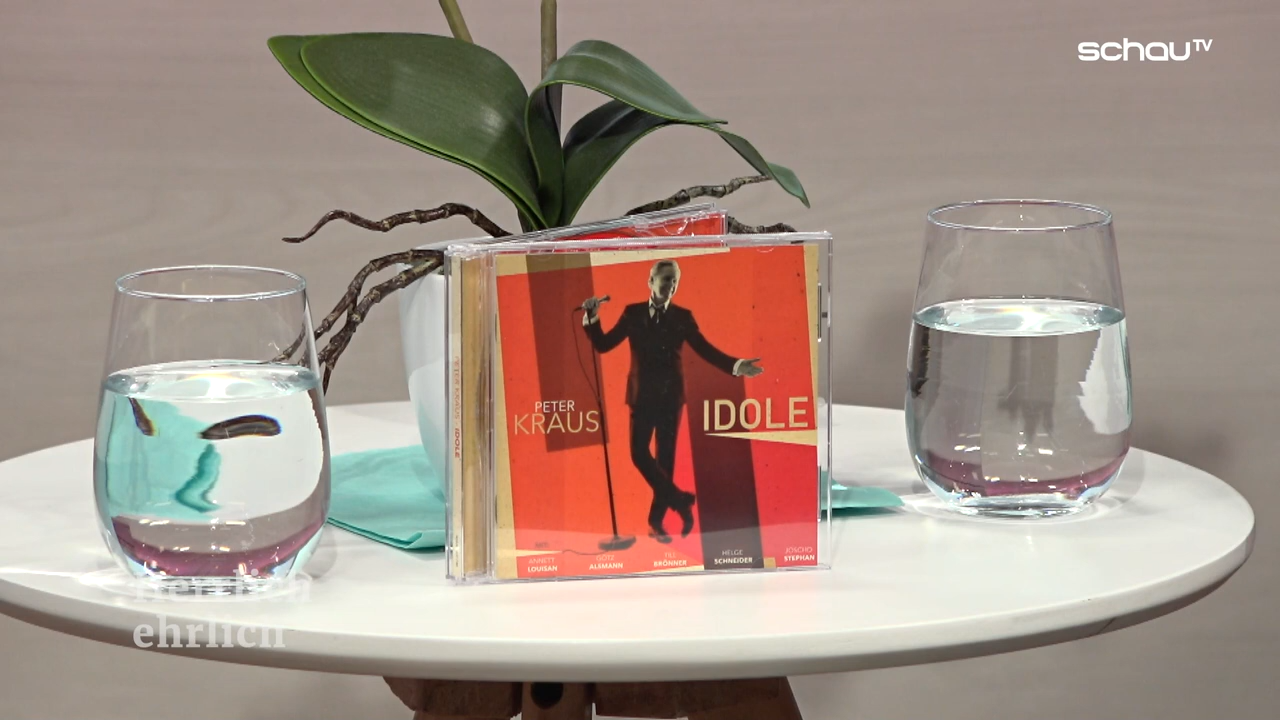 schauTV
PETER
KRAUS
IDOLE
PETER KRAUS IDOLE
ANNETT
LOUISAN
GÖTZ
ALSMANN
TILL
BRÖNNER
HELGE
SCHNEIDER
JOSCHO
STEPHAN
ehrlich